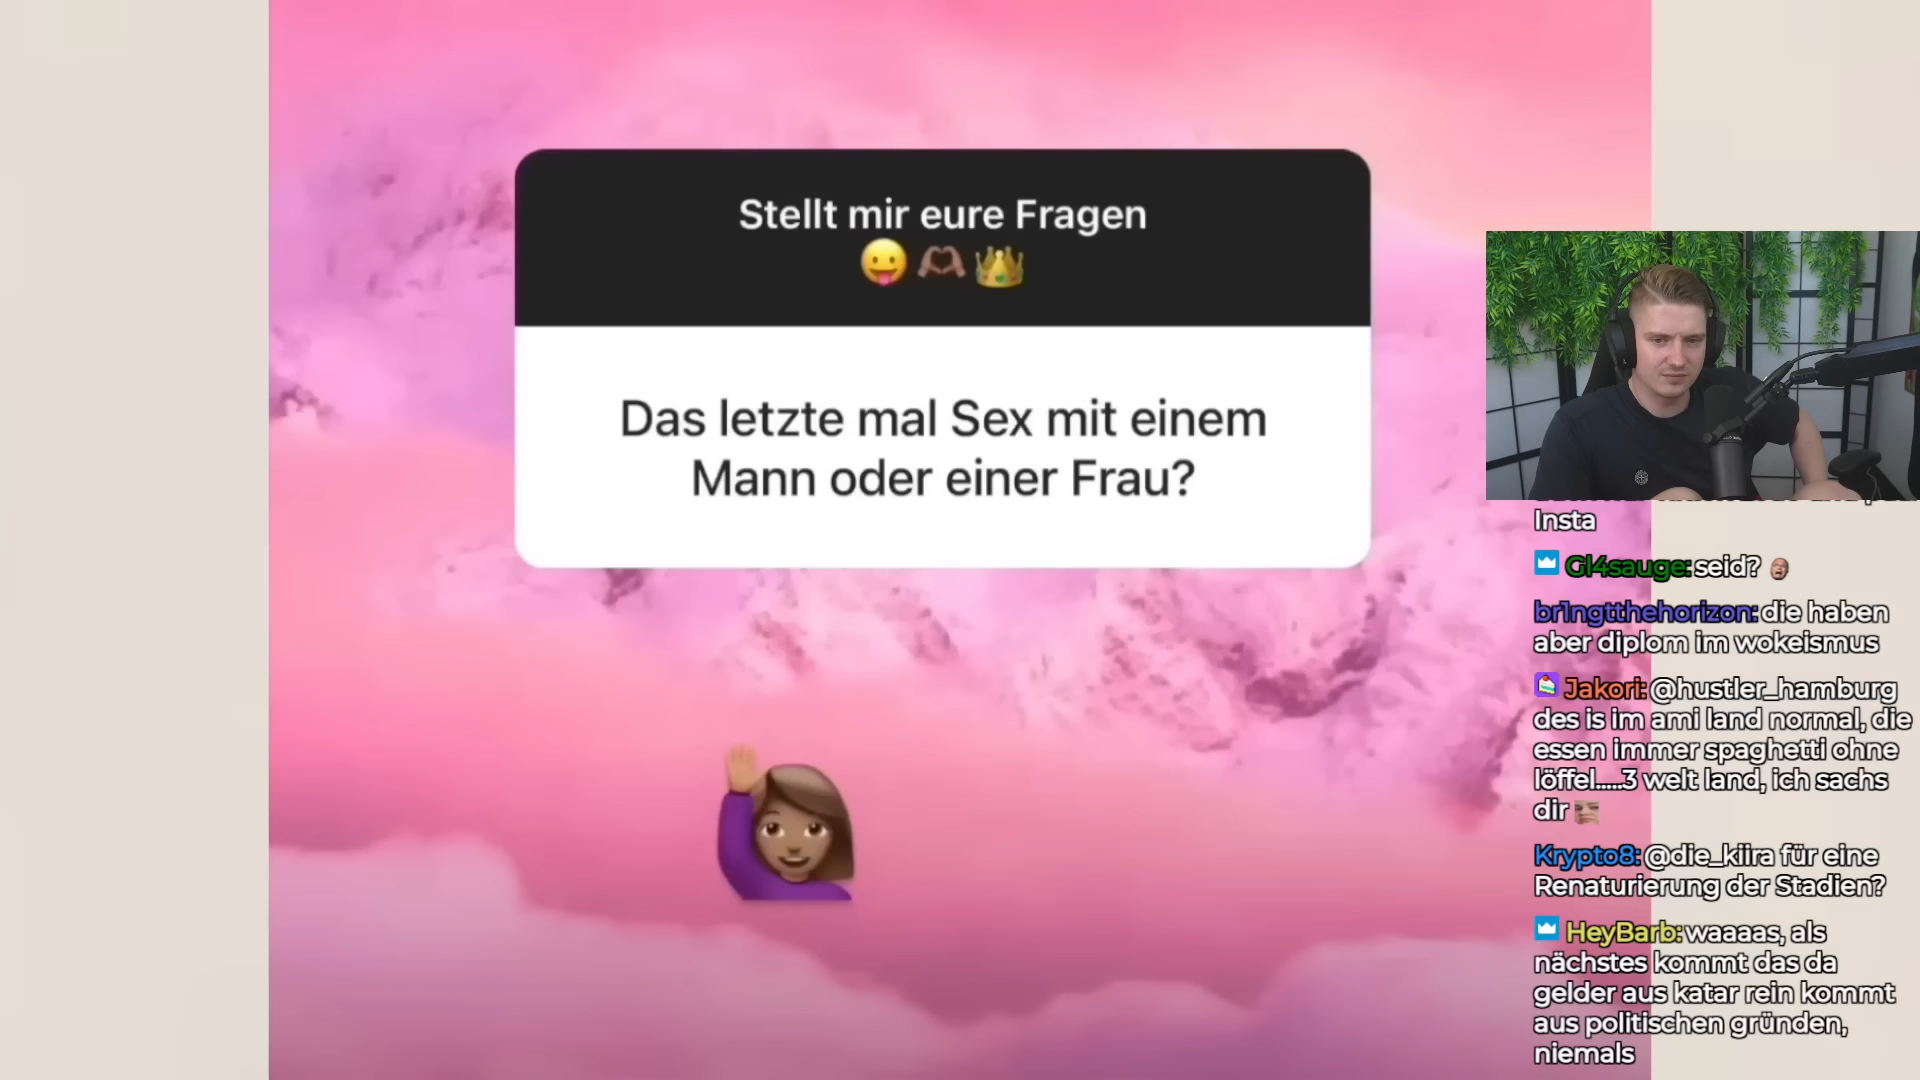 Stellt mir eure Fragen
😛 🫶🏾 👑
Das letzte mal Sex mit einem
Mann oder einer Frau?
Insta
Gl4sauge: seid?
br1ngtthehorizon: die haben
aber diplom im wokeismus
Jakori: @hustler_hamburg
des is im ami land normal, die
essen immer spaghetti ohne
löffel.....3 welt land, ich sachs
dir
Krypto8: @die_kiira für eine
Renaturierung der Stadien?
HeyBarb: waaaas, als
nächstes kommt das da
gelder aus katar rein kommt
aus politischen gründen,
niemals